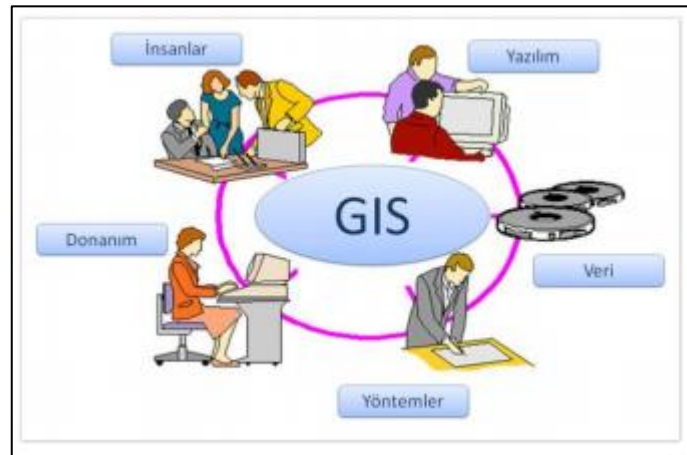 İnsanlar
Yazılım
GIS
Donanım
Veri
Yöntemler